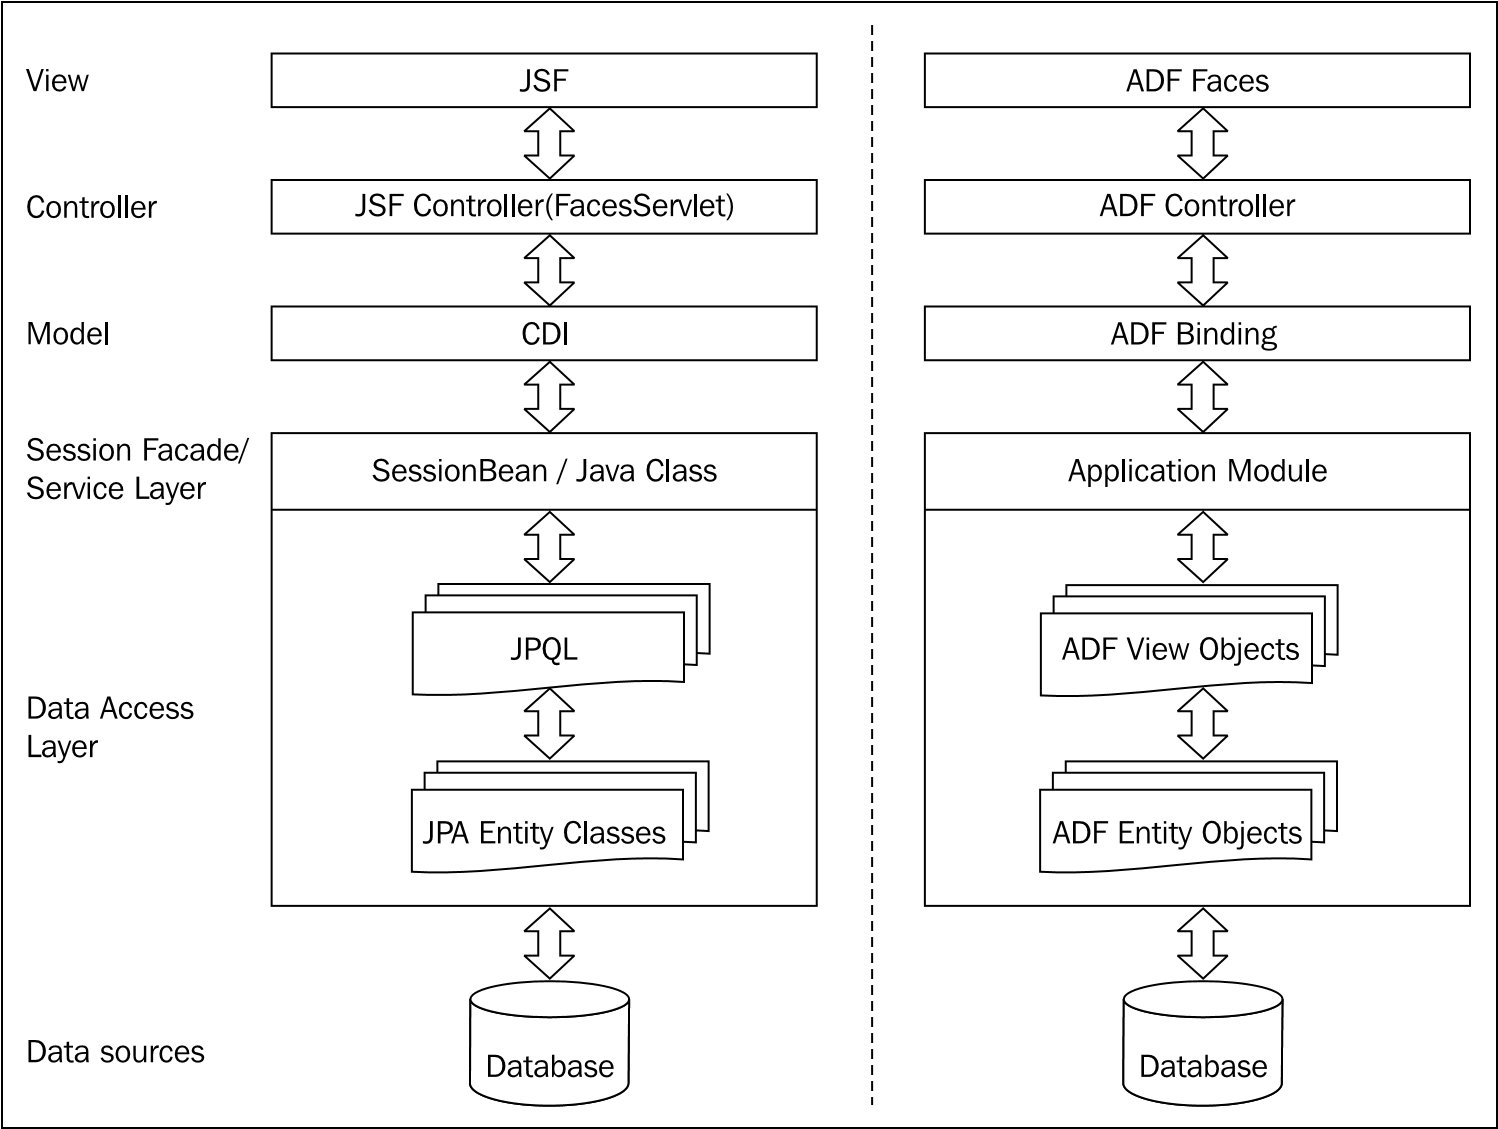 View
JSF
ADF Faces
Controller
JSF Controller(FacesServlet)
ADF Controller
Model
CDI
ADF Binding
Session Facade/
Service Layer
SessionBean / Java Class
Application Module
JPQL
ADF View Objects
Data Access
Layer
JPA Entity Classes
ADF Entity Objects
Data sources
Database
Database